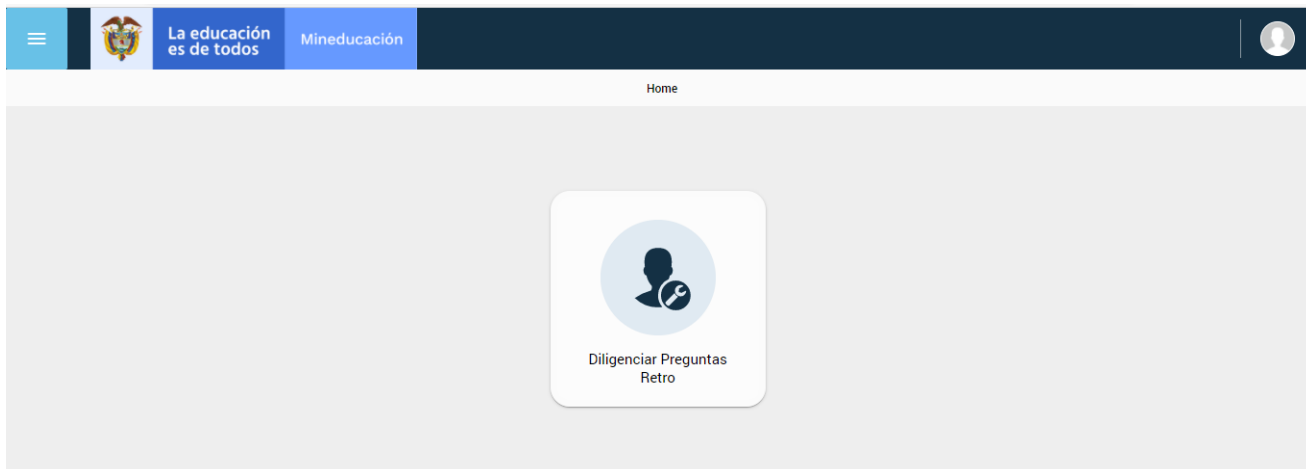 La educación
es de todos
Mineducación
Home
Diligenciar Preguntas
Retro